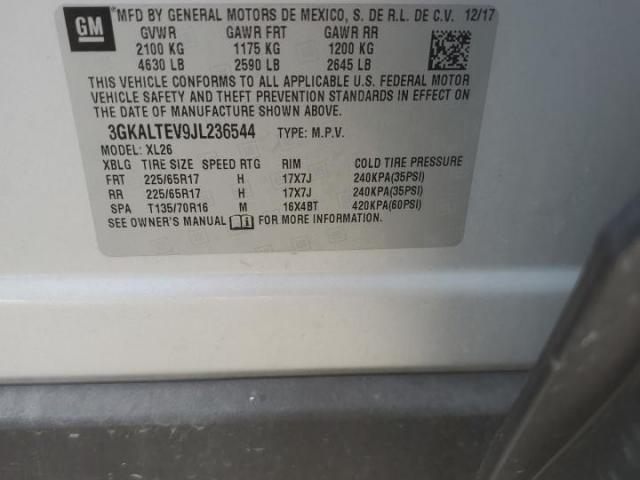 GM MFD BY GENERAL MOTORS DE MEXICO, S. DE R.L. DE C.V. 12/17
GVWR GAWR FRT GAWR RR
2100 KG 1175 KG 1200 KG
4630 LB 2590 LB 2645 LB
THIS VEHICLE CONFORMS TO ALL APPLICABLE U.S. FEDERAL MOTOR
VEHICLE SAFETY AND THEFT PREVENTION STANDARDS IN EFFECT ON
THE DATE OF MANUFACTURE SHOWN ABOVE.
3GKALTEV9JL236544 TYPE: M.P.V.
MODEL: XL26
XBLG TIRE SIZE SPEED RTG RIM COLD TIRE PRESSURE
FRT 225/65R17 H 17X7J 240KPA(35PSI)
RR 225/65R17 H 17X7J 240KPA(35PSI)
SPA T135/70R16 M 16X4BT 420KPA(60PSI)
SEE OWNER'S MANUAL FOR MORE INFORMATION